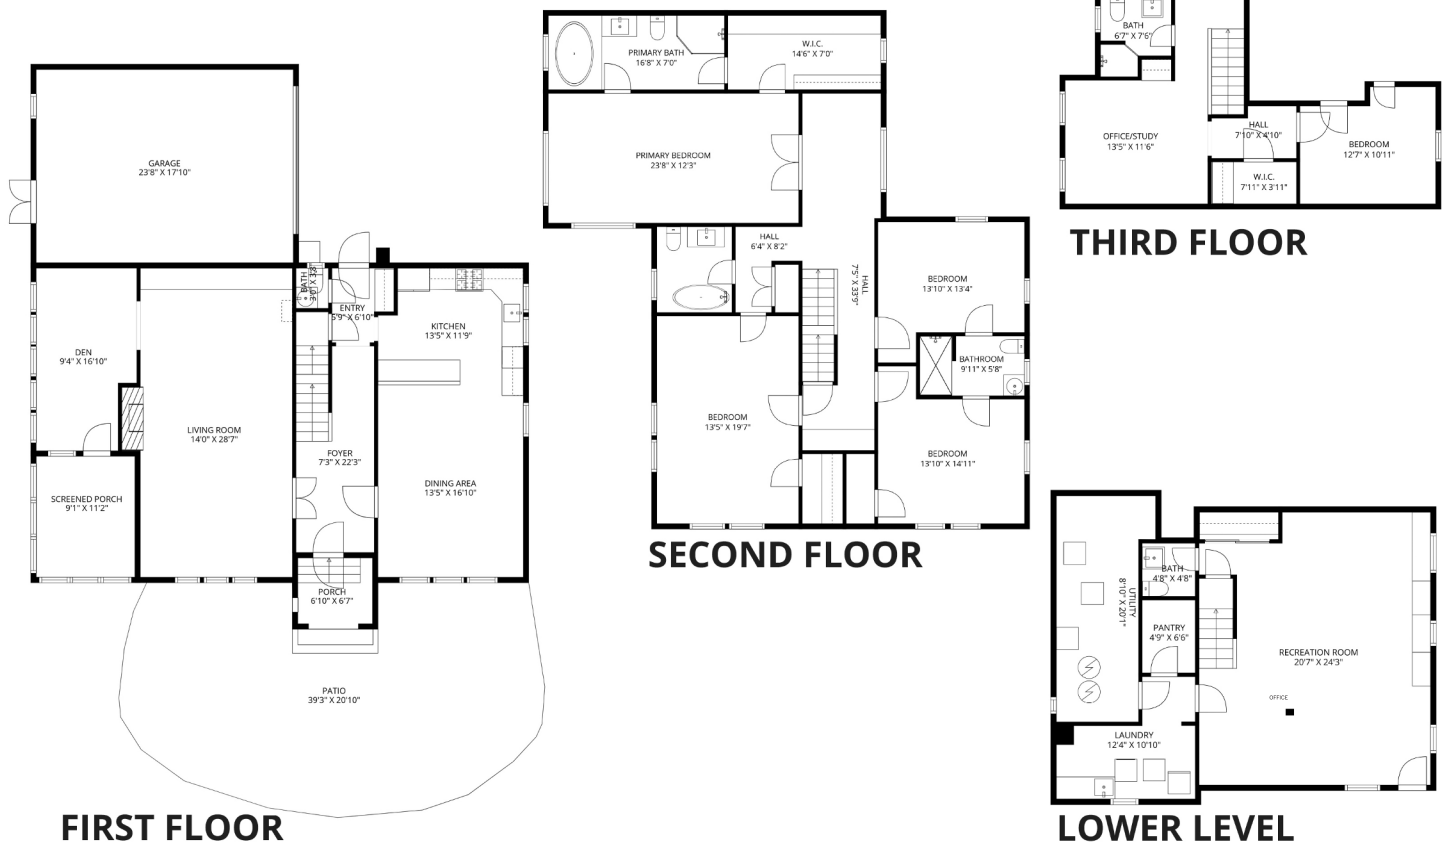 GARAGE
23'8" X 17'10"
BATH
3'0" X 3'8"
ENTRY
5'9" X 6'10"
KITCHEN
13'5" X 11'9"
DEN
9'4" X 16'10"
LIVING ROOM
14'0" X 28'7"
FOYER
7'3" X 22'3"
DINING AREA
13'5" X 16'10"
SCREENED PORCH
9'1" X 11'2"
PORCH
6'10" X 6'7"
PATIO
39'3" X 20'10"
FIRST FLOOR
PRIMARY BATH
16'8" X 7'0"
W.I.C.
14'6" X 7'0"
PRIMARY BEDROOM
23'8" X 12'3"
HALL
6'4" X 8'2"
HALL
7'5" X 33'9"
BEDROOM
13'10" X 13'4"
BATHROOM
9'11" X 5'8"
BEDROOM
13'5" X 19'7"
BEDROOM
13'10" X 14'11"
SECOND FLOOR
BATH
6'7" X 7'6"
OFFICE/STUDY
13'5" X 11'6"
HALL
7'10" X 4'10"
BEDROOM
12'7" X 10'11"
W.I.C.
7'11" X 3'11"
THIRD FLOOR
BATH
4'8" X 4'8"
UTILITY
8'10" X 20'1"
PANTRY
4'9" X 6'6"
RECREATION ROOM
20'7" X 24'3"
OFFICE
LAUNDRY
12'4" X 10'10"
LOWER LEVEL